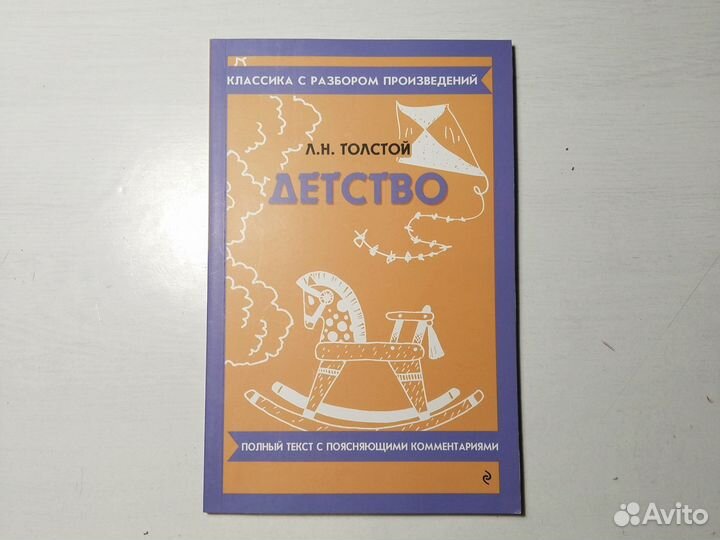 КЛАССИКА С РАЗБОРОМ ПРОИЗВЕДЕНИЙ
Л.Н. ТОЛСТОЙ
ДЕТСТВО
ПОЛНЫЙ ТЕКСТ С ПОЯСНЯЮЩИМИ КОММЕНТАРИЯМИ
Avito